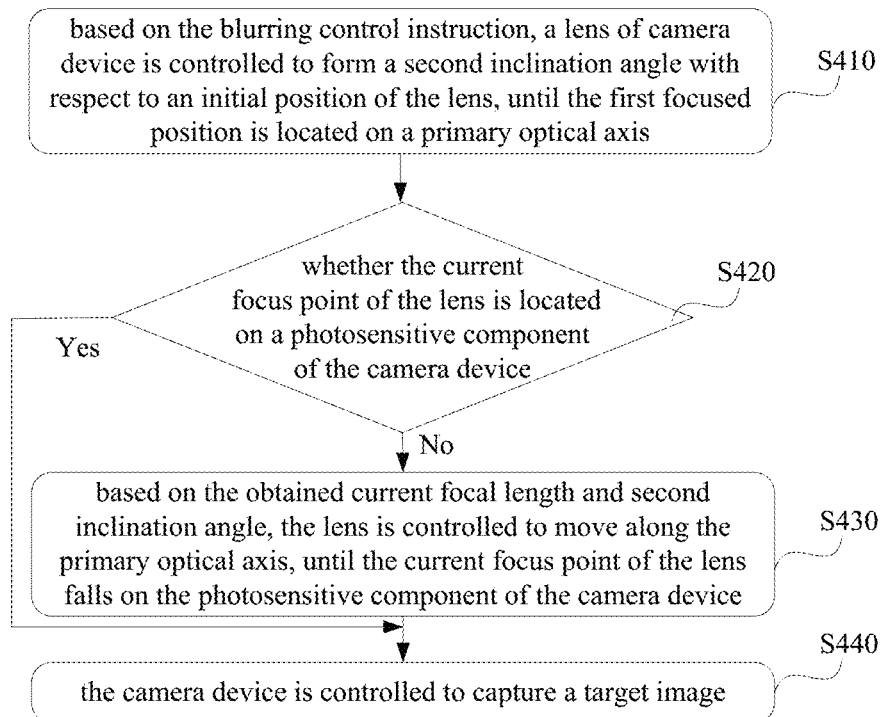 based on the blurring control instruction, a lens of camera
device is controlled to form a second inclination angle with
respect to an initial position of the lens, until the first focused
position is located on a primary optical axis
S410
whether the current
focus point of the lens is located
on a photosensitive component
of the camera device
S420
Yes
No
based on the obtained current focal length and second
inclination angle, the lens is controlled to move along the
primary optical axis, until the current focus point of the lens
falls on the photosensitive component of the camera device
S430
the camera device is controlled to capture a target image
S440